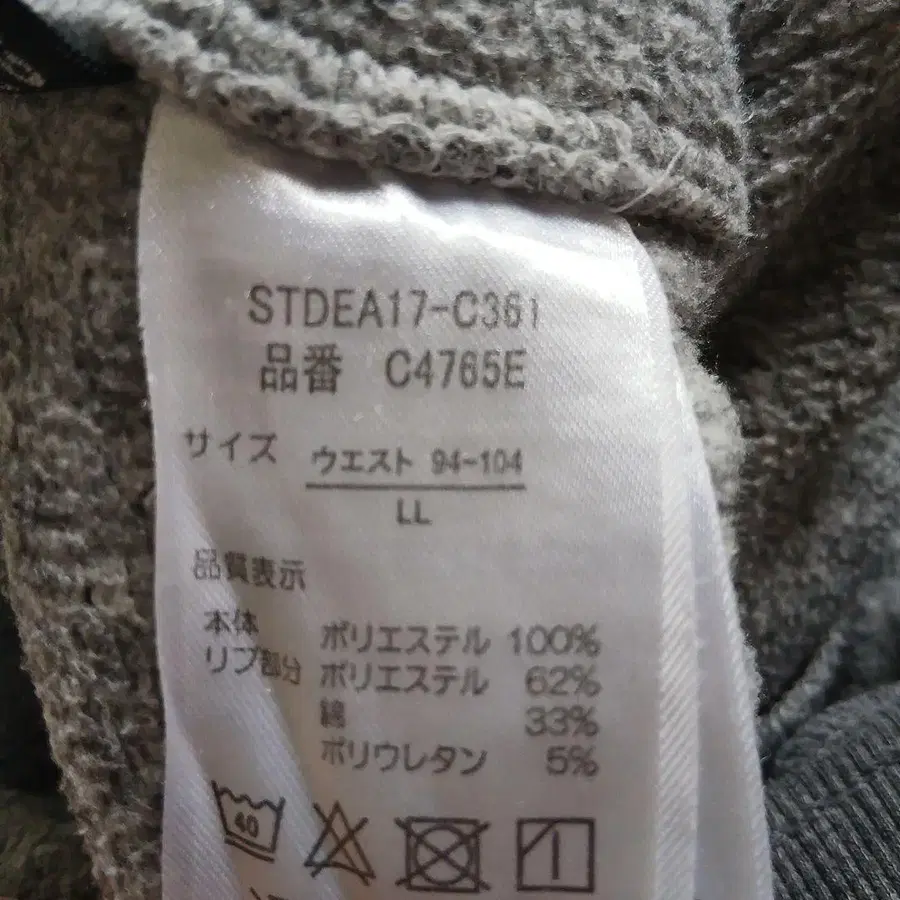 STDEA17-C361
品番 C4765E
サイズ ウエスト 94~104
LL
品質表示
本体 ポリエステル 100%
リブ部分 ポリエステル 62%
綿 33%
ポリウレタン 5%
40